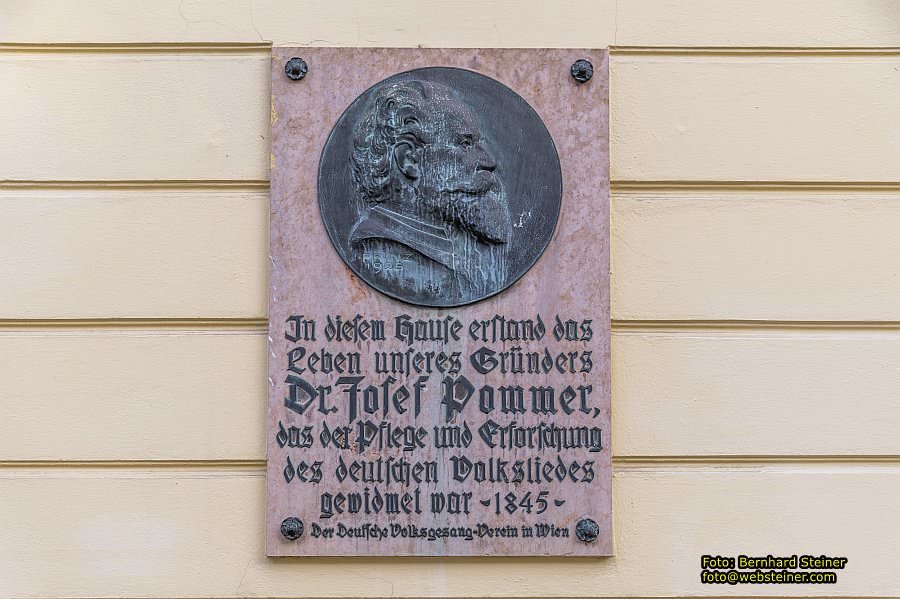 1925
In diesem Hause erstand das
Leben unseres Gründers
Dr. Josef Pommer,
das der Pflege und Erforschung
des deutschen Volksliedes
gewidmet war - 1845 -
Der Deutsche Volksgesang-Verein in Wien
Foto: Bernhard Steiner
foto@websteiner.com